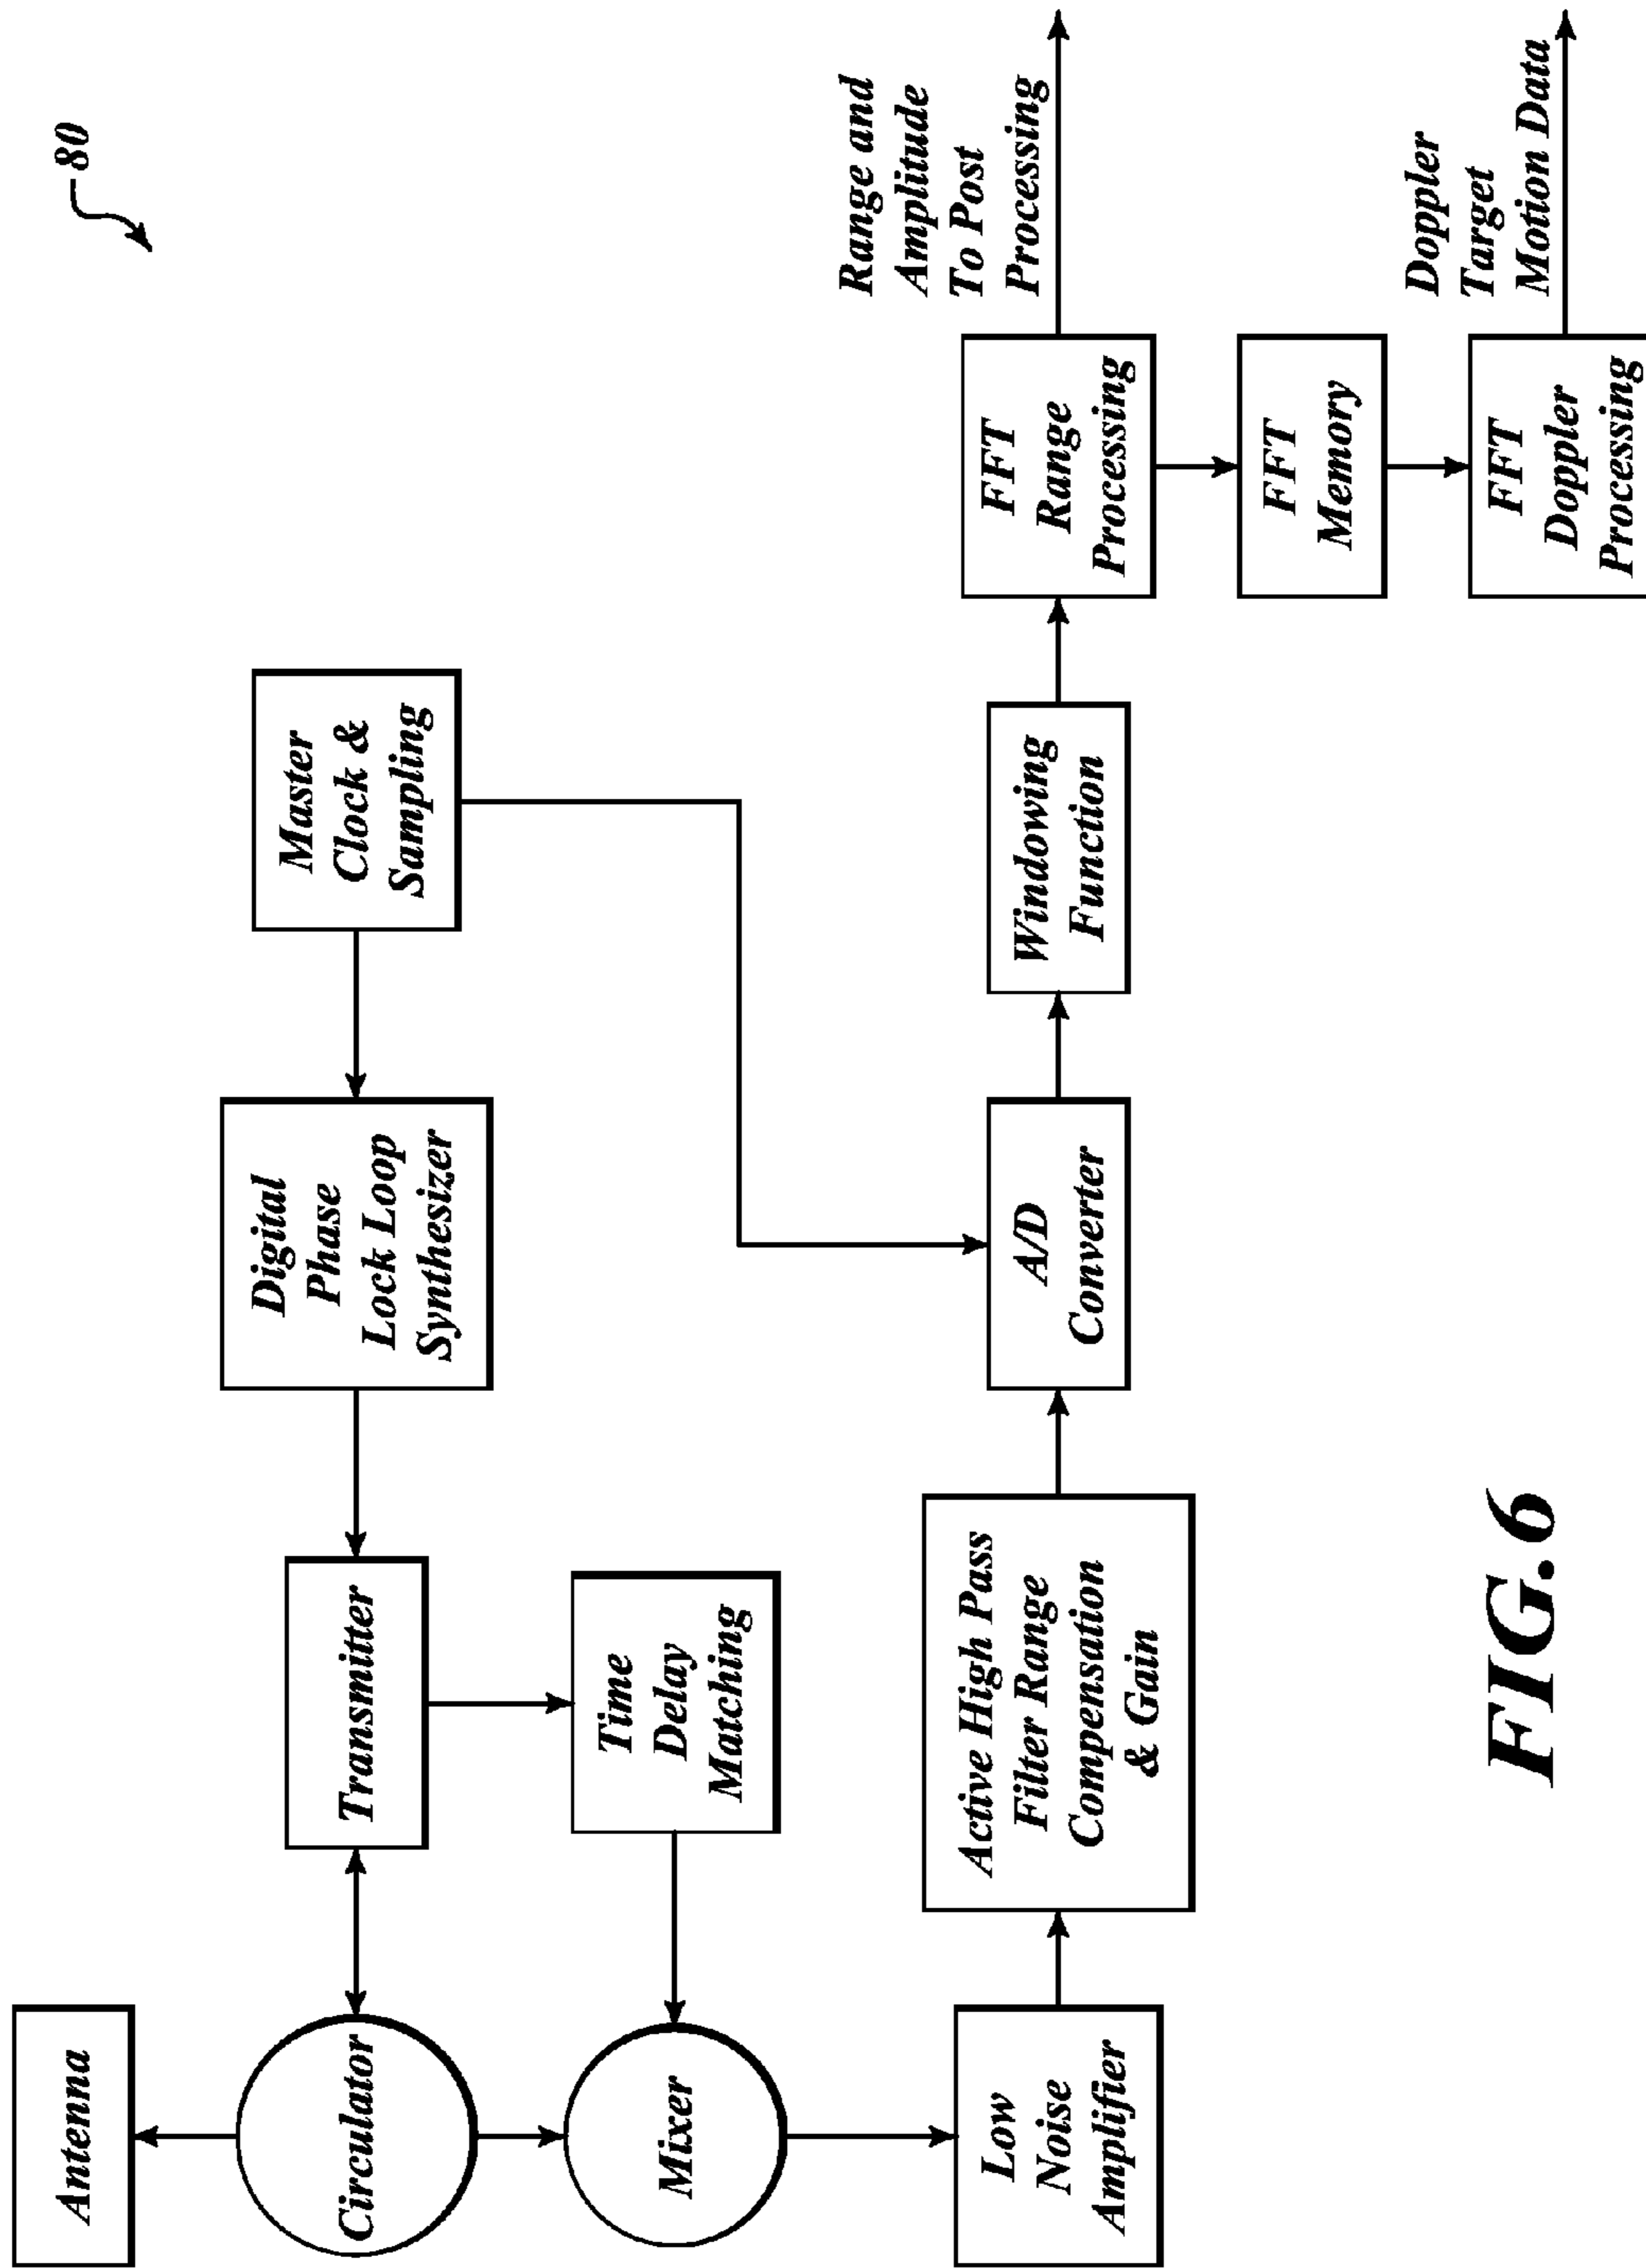 80
Antenna
Circulator
Transmitter
Digital
Phase
Lock Loop
Synthesizer
Master
Clock &
Sampling
Mixer
Time
Delay
Matching
Low
Noise
Amplifier
Active High Pass
Filter Range
Compensation
& Gain
A/D
Converter
Windowing
Function
FFT
Range
Processing
Range and
Amplitude
To Post
Processing
FFT
Memory
FFT
Doppler
Processing
Doppler
Target
Motion Data
FIG.6